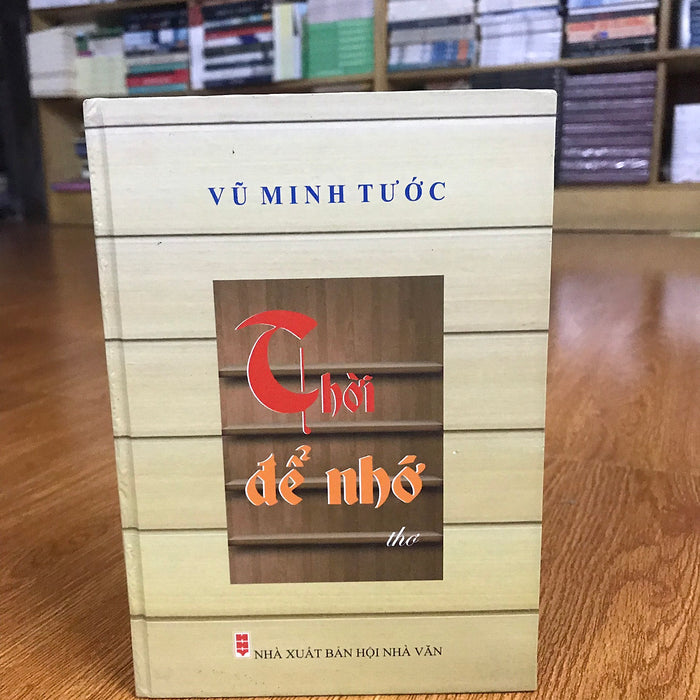 VŨ MINH TƯỚC
Thời
để nhớ
thơ
NHÀ XUẤT BẢN HỘI NHÀ VĂN